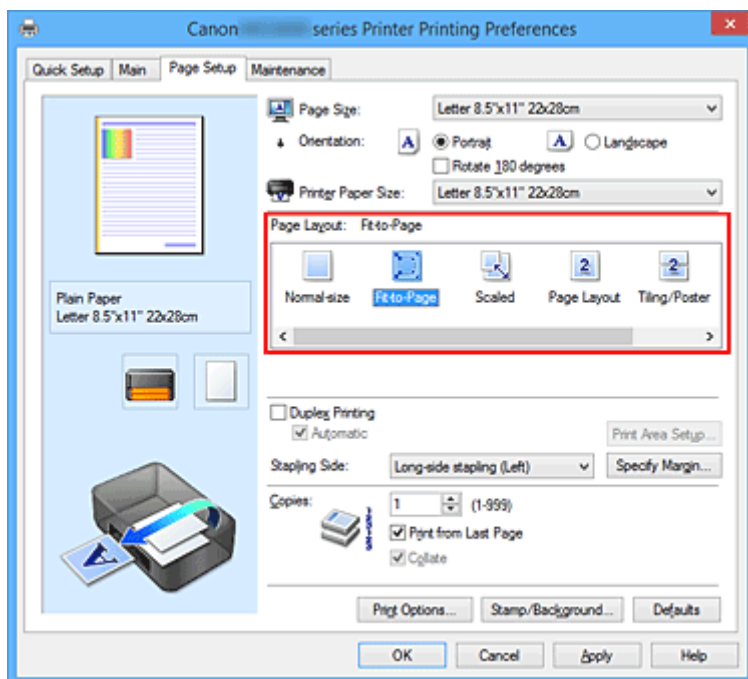 Canon series Printer Printing Preferences
Quick Setup Main Page Setup Maintenance
Page Size: Letter 8.5"x11" 22x28cm
Orientation: A Portrait A Landscape
Rotate 180 degrees
Printer Paper Size: Letter 8.5"x11" 22x28cm
Page Layout: Fit-to-Page
2 2
Normal-size Fit-to-Page Scaled Page Layout Tiling/Poster
Plain Paper
Letter 8.5"x11" 22x28cm
Duplex Printing
Automatic
Print Area Setup...
Stapling Side: Long-side stapling (Left) Specify Margin...
Copies: 1 (1-999)
Print from Last Page
Collate
A
Print Options... Stamp/Background... Defaults
OK Cancel Apply Help